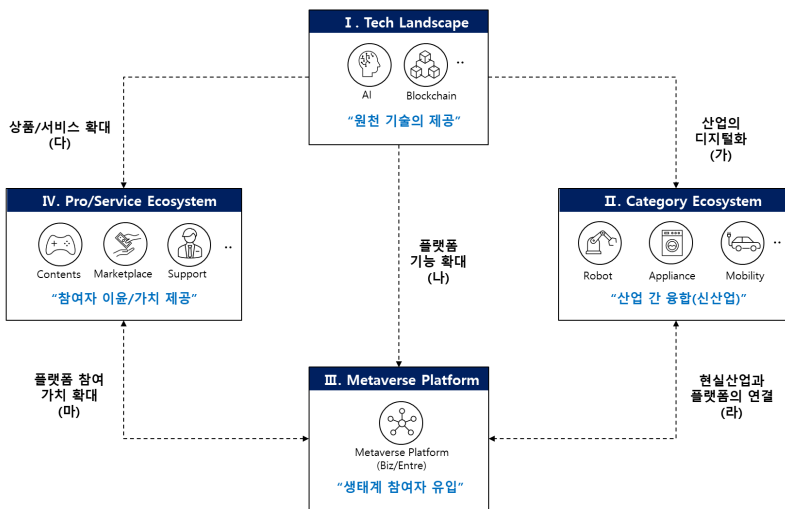 Ⅰ. Tech Landscape
AI
Blockchain
..
“원천 기술의 제공”
상품/서비스 확대
(다)
산업의
디지털화
(가)
Ⅳ. Pro/Service Ecosystem
Contents
Marketplace
Support
..
“참여자 이윤/가치 제공”
플랫폼
기능 확대
(나)
Ⅱ. Category Ecosystem
Robot
Appliance
Mobility
..
“산업 간 융합(신산업)”
플랫폼 참여
가치 확대
(마)
Ⅲ. Metaverse Platform
Metaverse Platform
(Biz/Entre)
“생태계 참여자 유입”
현실산업과
플랫폼의 연결
(라)